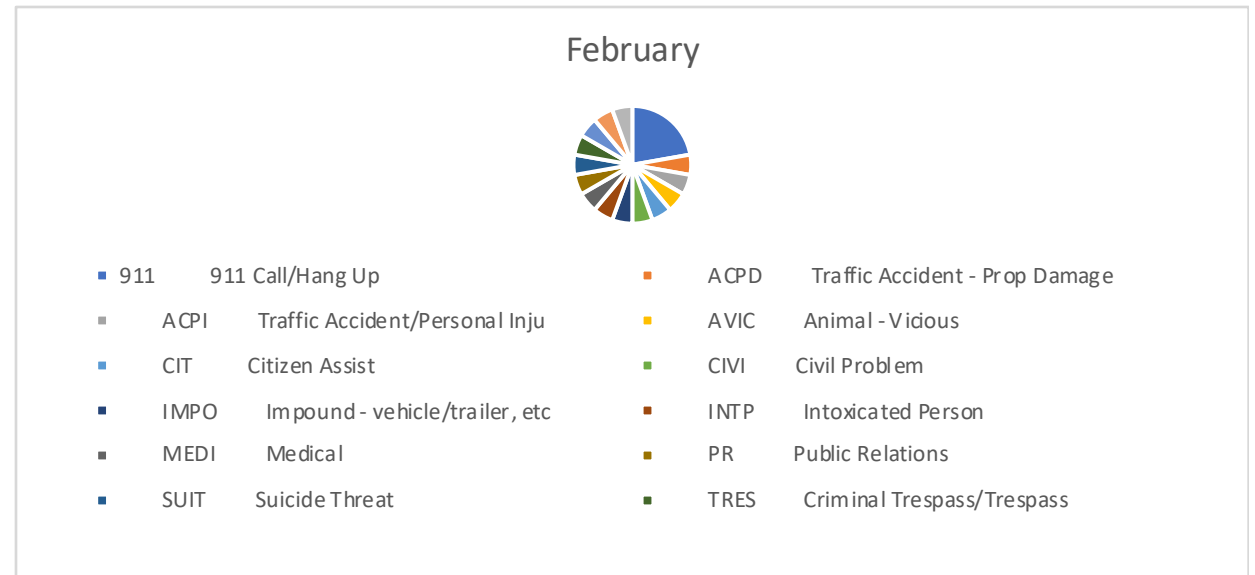 February
911 911 Call/Hang Up
ACPD Traffic Accident - Prop Damage
ACPI Traffic Accident/Personal Inju
AVIC Animal - Vicious
CIT Citizen Assist
CIVI Civil Problem
IMPO Impound - vehicle/trailer, etc
INTP Intoxicated Person
MEDI Medical
PR Public Relations
SUIT Suicide Threat
TRES Criminal Trespass/Trespass